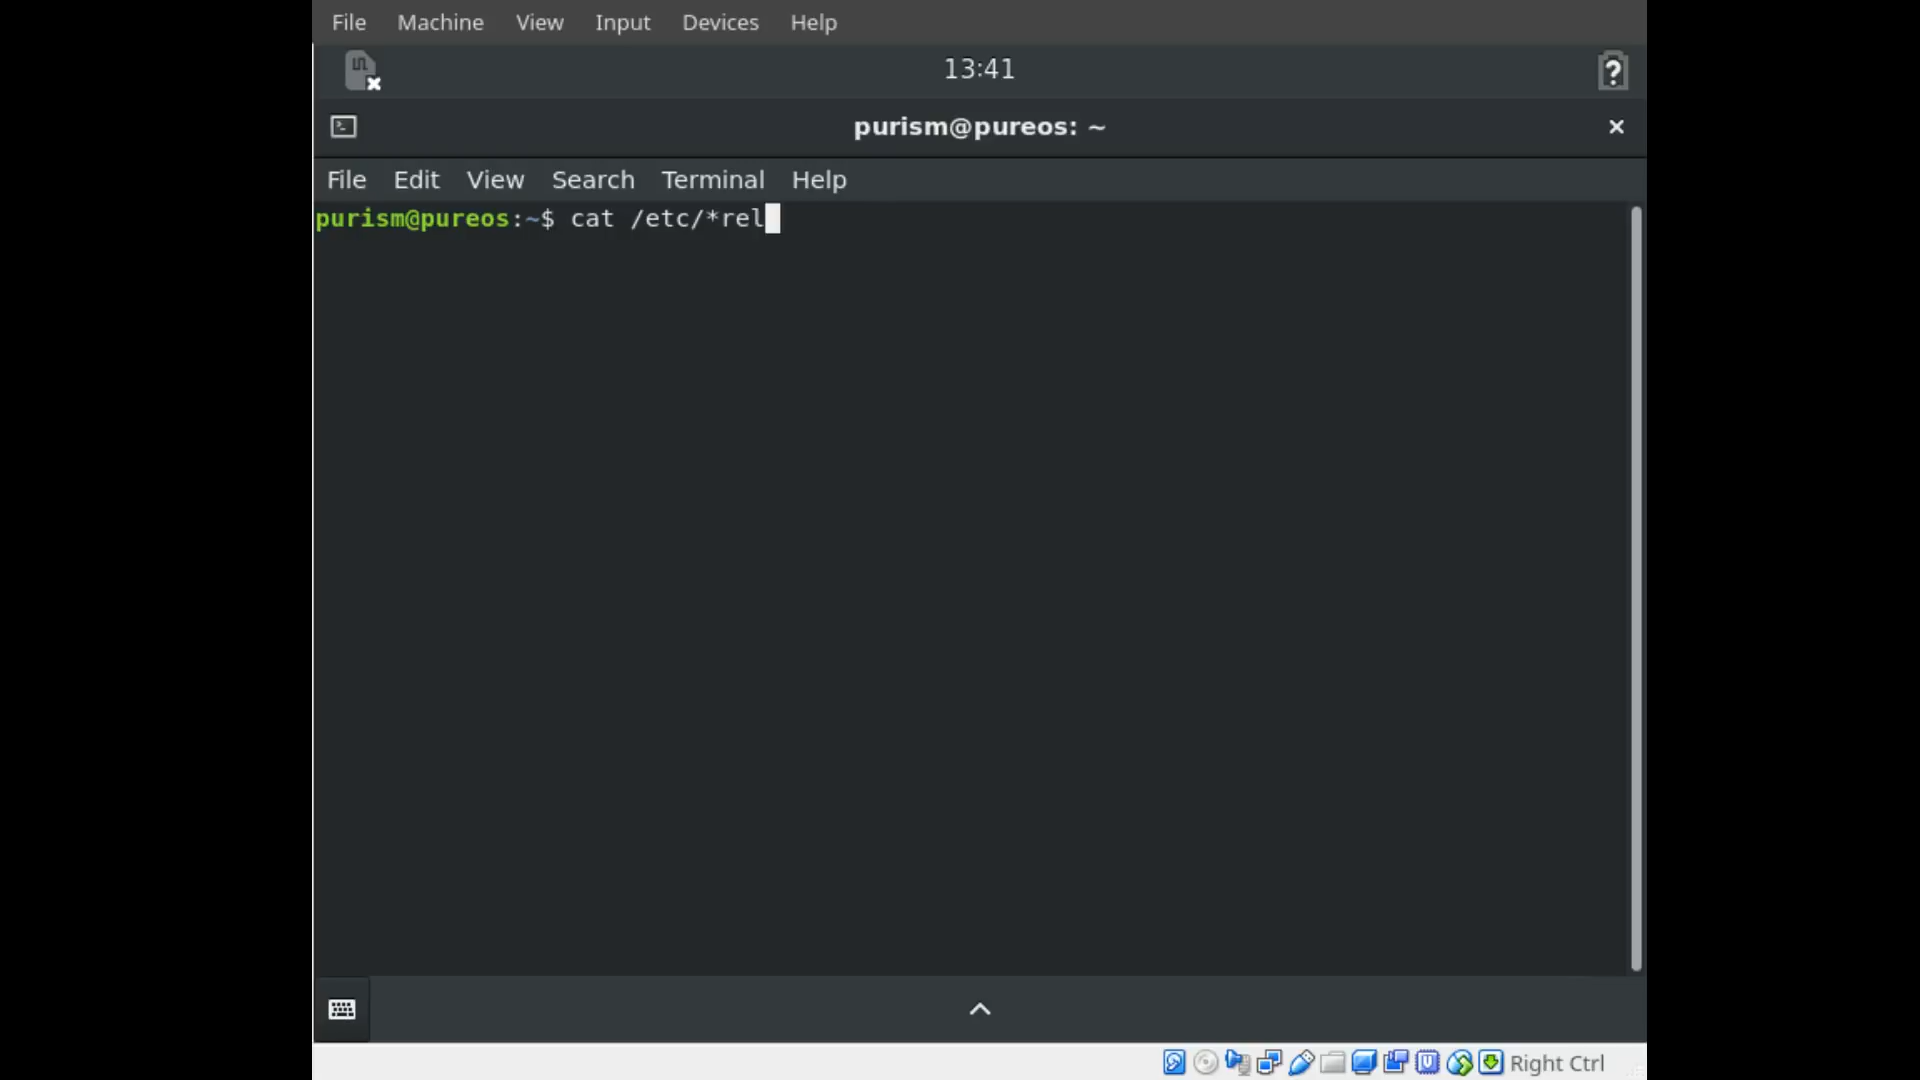 File Machine View Input Devices Help
13:41
purism@pureos: ~
File Edit View Search Terminal Help
purism@pureos:~$ cat /etc/*rel
Right Ctrl